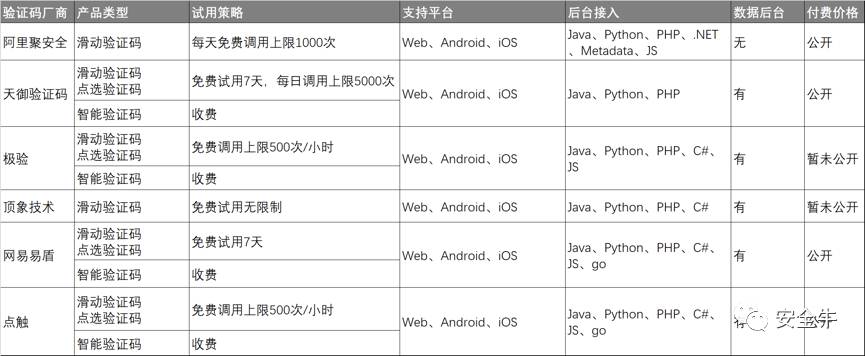 验证码厂商 产品类型 试用策略 支持平台 后台接入 数据后台 付费价格
阿里聚安全 滑动验证码 每天免费调用上限1000次 Web、Android、iOS Java、Python、PHP、.NET
、Metadata、JS 无 公开
天御验证码 滑动验证码
点选验证码 免费试用7天，每日调用上限5000次 Web、Android、iOS Java、Python、PHP 有 公开
智能验证码 收费
极验 滑动验证码
点选验证码 免费调用上限500次/小时 Web、Android、iOS Java、Python、PHP、C#、
JS 有 暂未公开
智能验证码 收费
顶象技术 滑动验证码 免费试用无限制 Web、Android、iOS Java、Python、PHP、C# 有 暂未公开
网易易盾 滑动验证码
点选验证码 免费试用7天 Web、Android、iOS Java、Python、PHP、C#、
JS、go 有 公开
智能验证码 收费
点触 滑动验证码
点选验证码 免费调用上限500次/小时 Web、Android、iOS Java、Python、PHP、C#、
JS、go
智能验证码 收费
安全牛